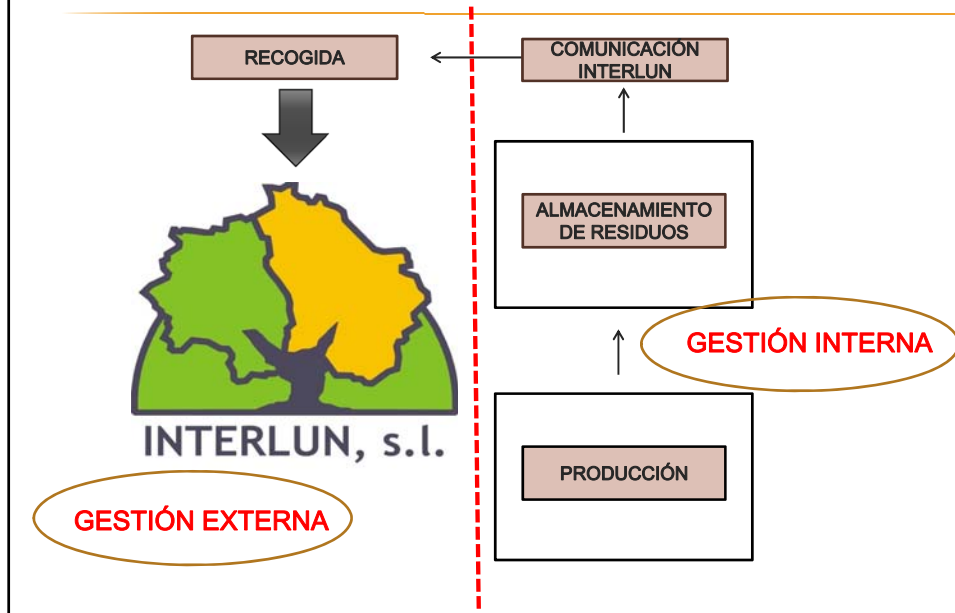 RECOGIDA
COMUNICACIÓN
INTERLUN
ALMACENAMIENTO
DE RESIDUOS
GESTIÓN INTERNA
INTERLUN, s.l.
PRODUCCIÓN
GESTIÓN EXTERNA